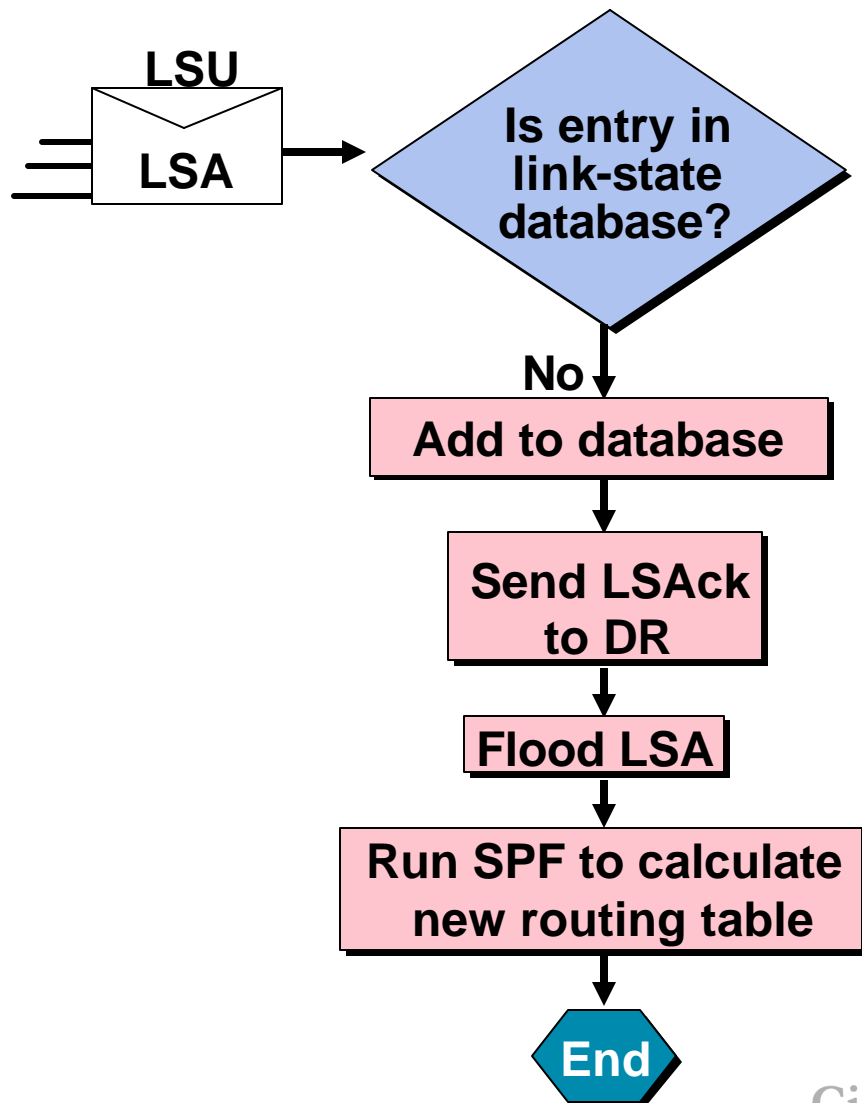 LSU
LSA
Is entry in
link-state
database?
No
Add to database
Send LSAck
to DR
Flood LSA
Run SPF to calculate
new routing table
End